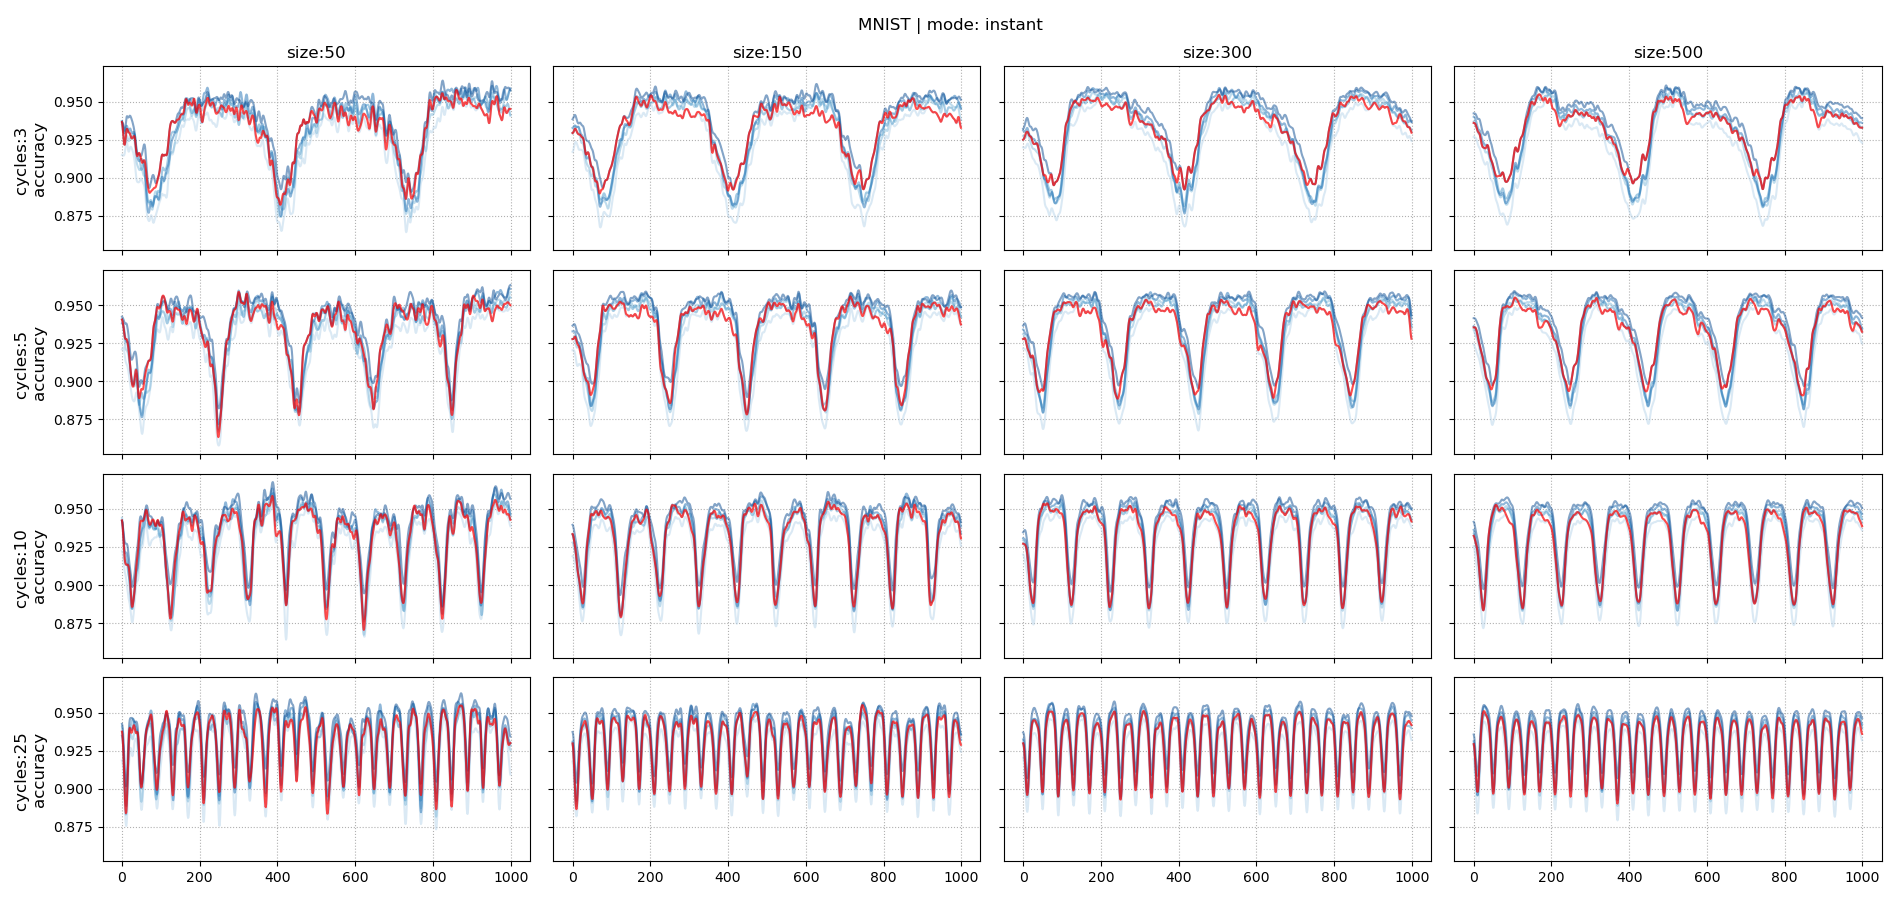 MNIST | mode: instant
size:50 size:150 size:300 size:500
cycles:3
accuracy
0.950
0.925
0.900
0.875
cycles:5
accuracy
0.950
0.925
0.900
0.875
cycles:10
accuracy
0.950
0.925
0.900
0.875
cycles:25
accuracy
0.950
0.925
0.900
0.875
0 200 400 600 800 1000 0 200 400 600 800 1000 0 200 400 600 800 1000 0 200 400 600 800 1000